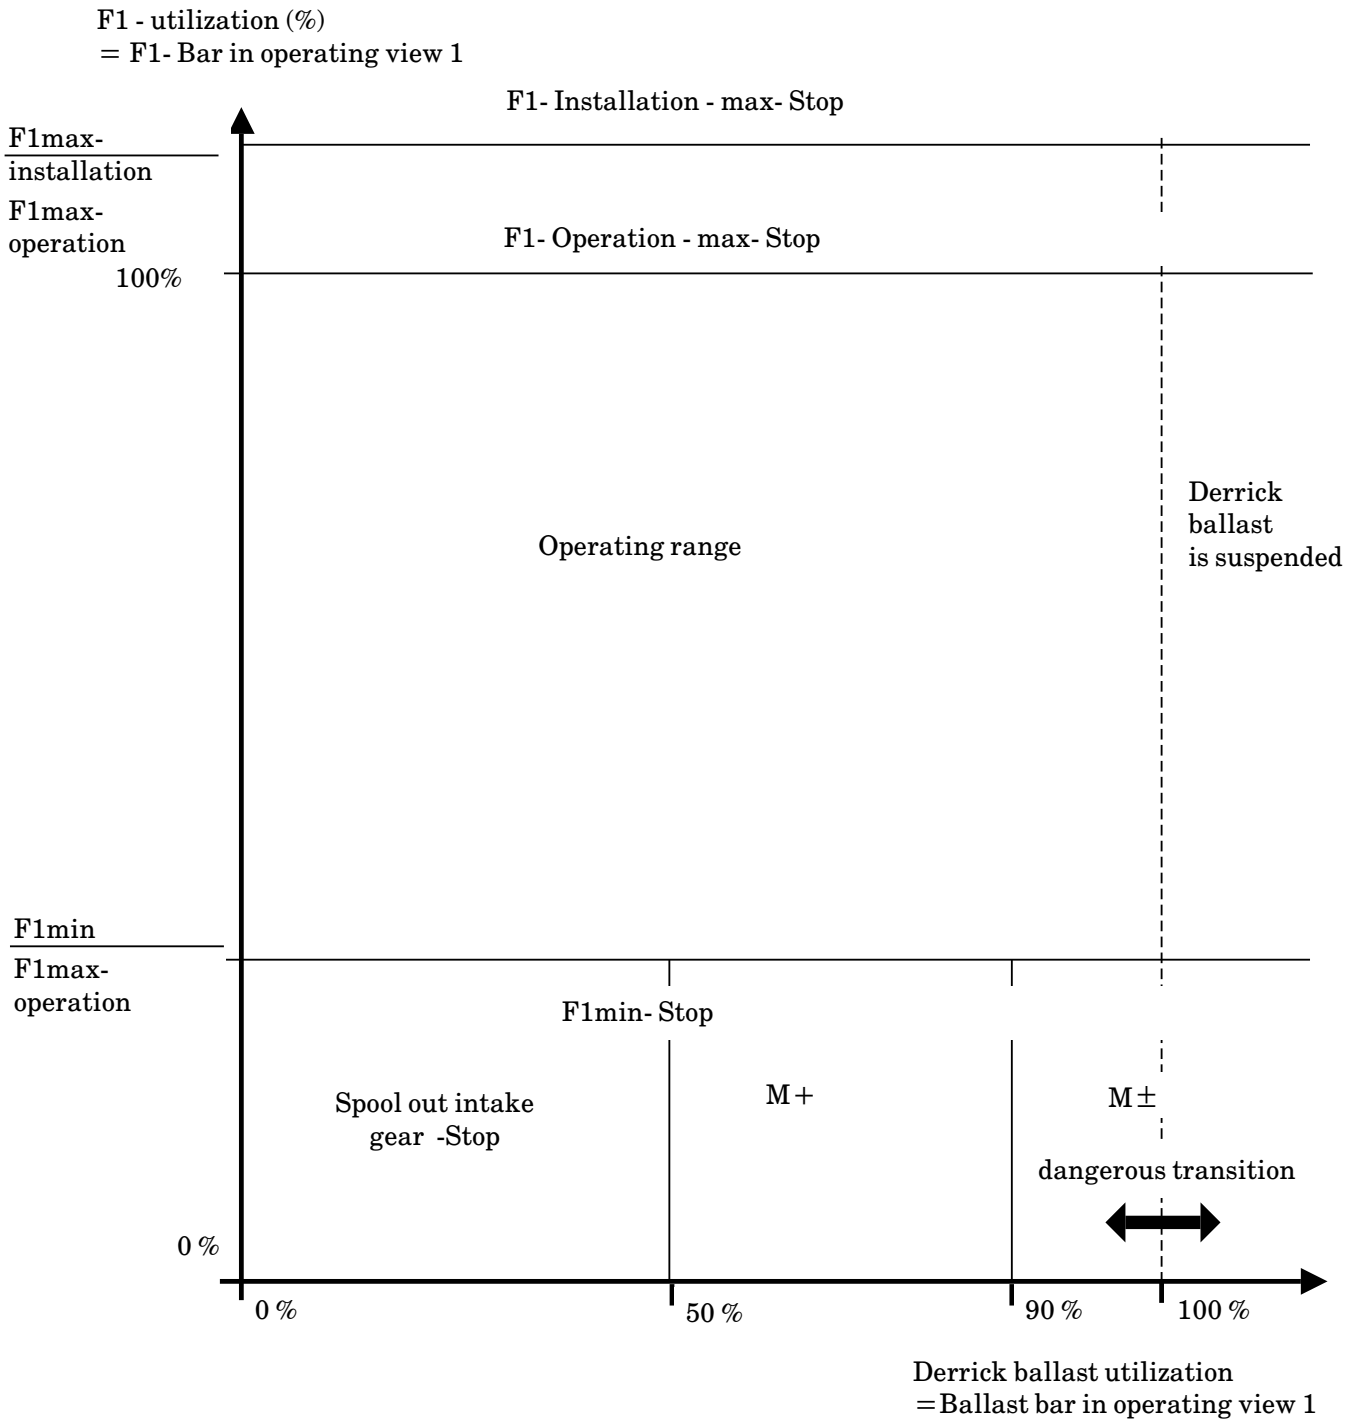 F1 - utilization (%)
= F1- Bar in operating view 1
F1- Installation - max- Stop
F1max-
installation
F1max-
operation
F1- Operation - max- Stop
100%
Derrick
ballast
is suspended
Operating range
F1min
F1max-
operation
F1min- Stop
Spool out intake
gear -Stop
M+
M±
dangerous transition
0 %
0 %
50 %
90 %
100 %
Derrick ballast utilization
=Ballast bar in operating view 1